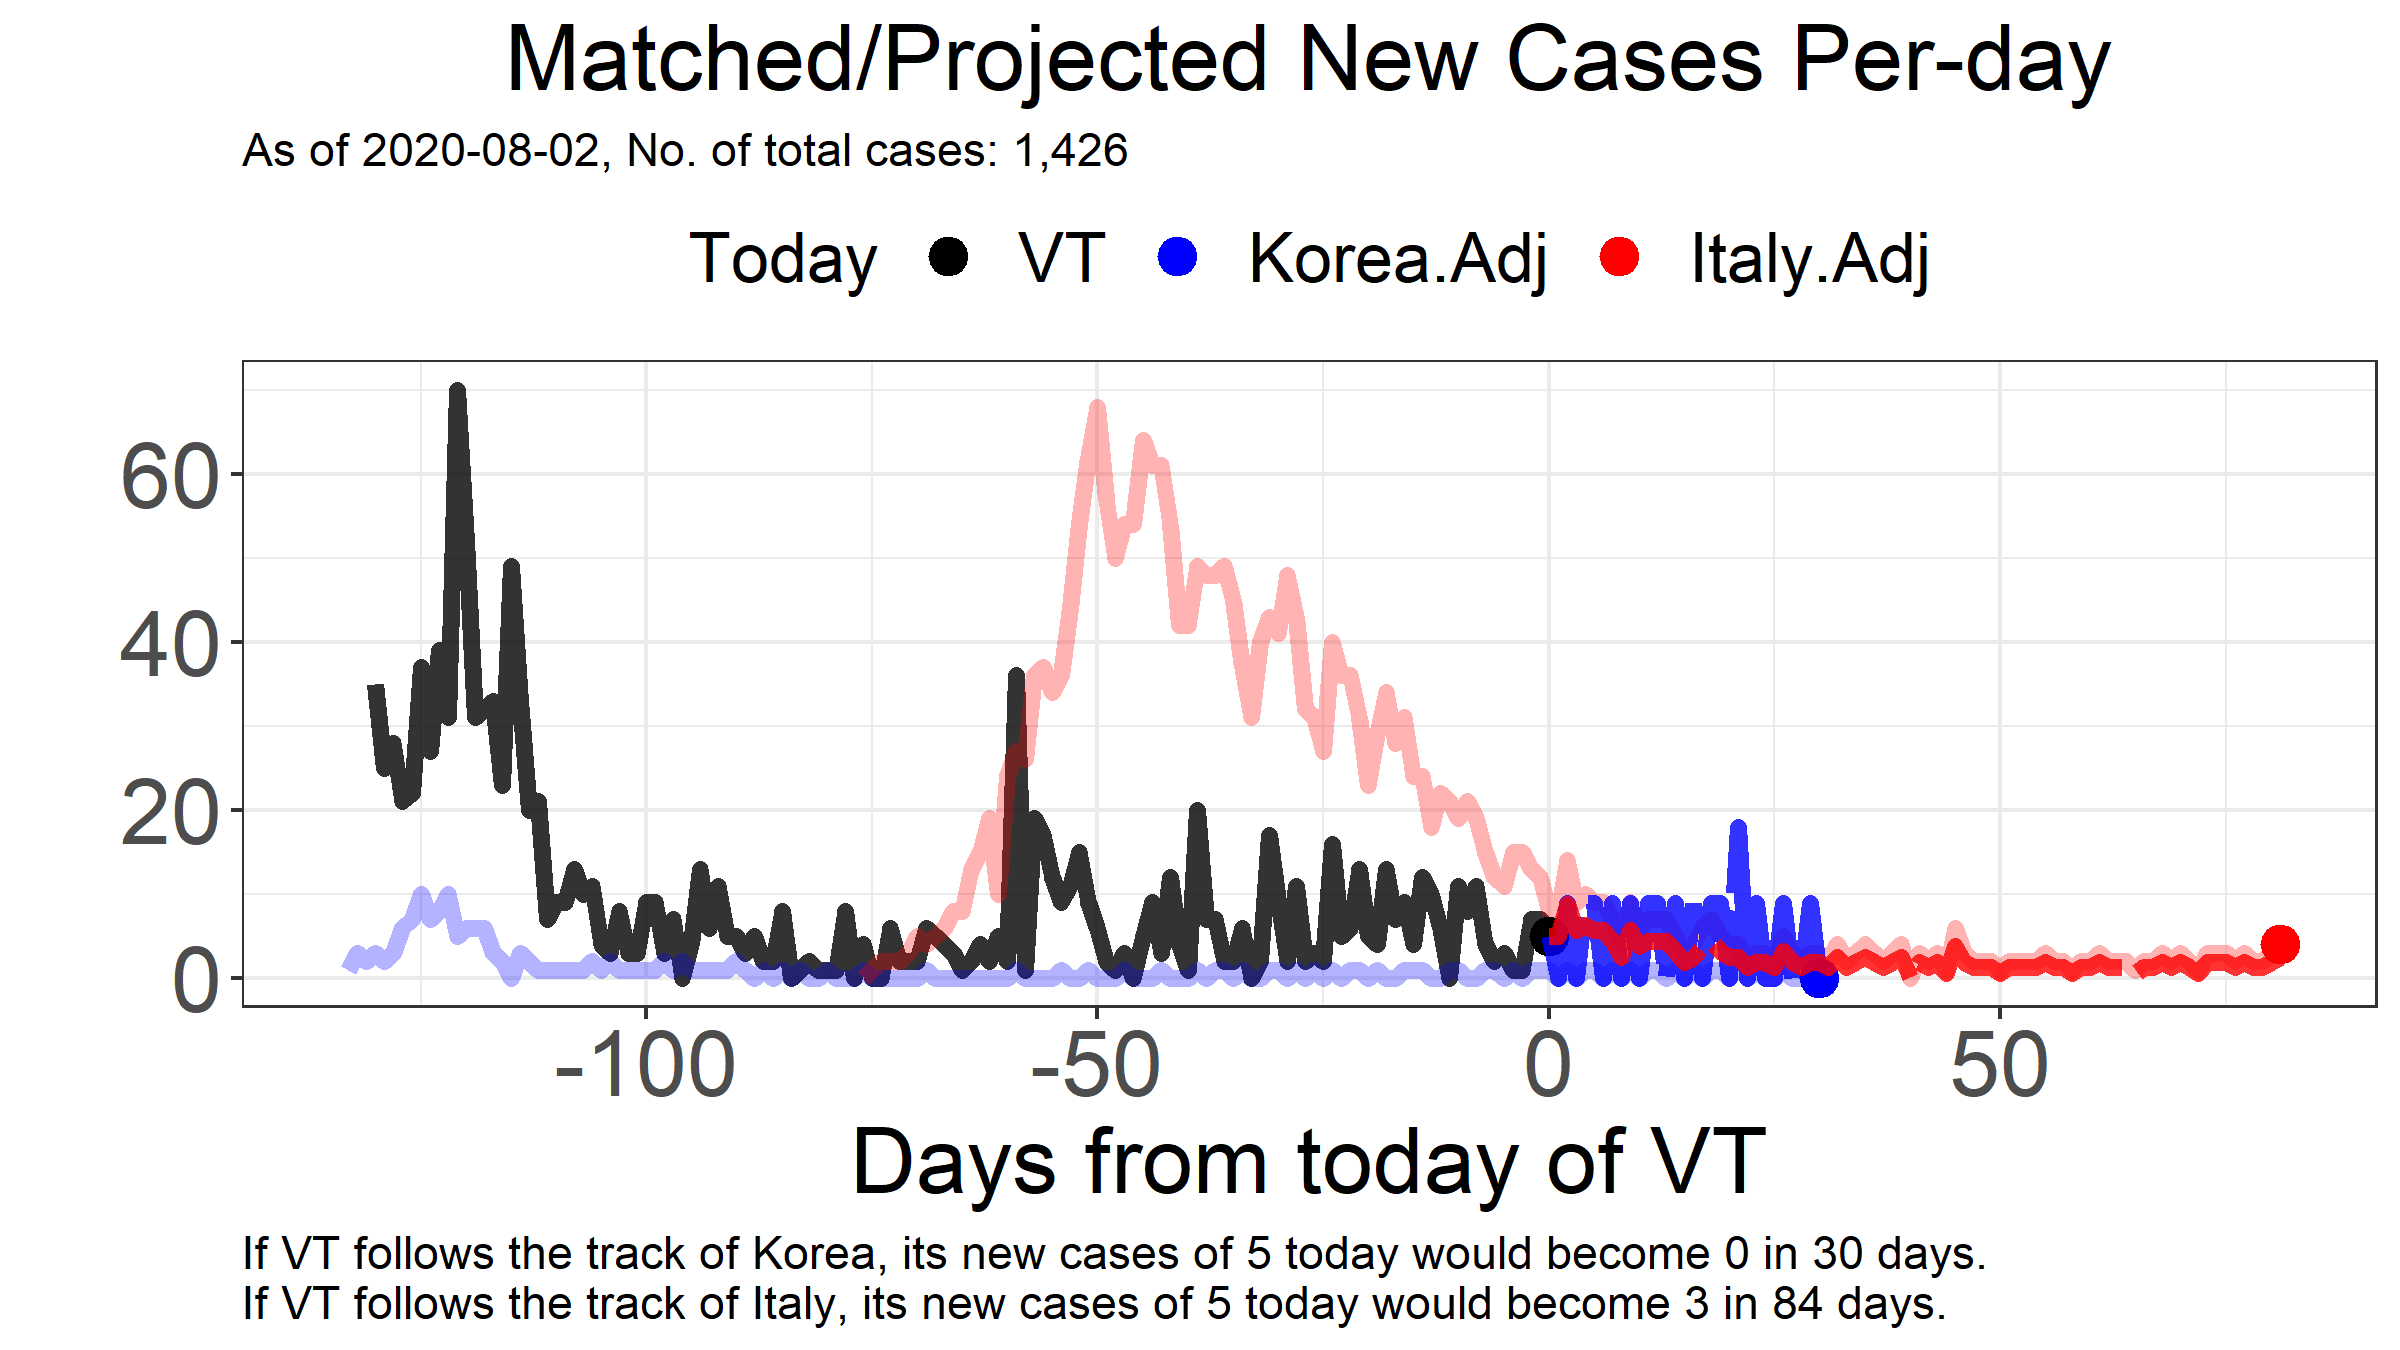 Matched/Projected New Cases Per-day
As of 2020-08-02, No. of total cases: 1,426
Today VT Korea.Adj Italy.Adj
60
40
20
0
-100 -50 0 50
Days from today of VT
If VT follows the track of Korea, its new cases of 5 today would become 0 in 30 days.
If VT follows the track of Italy, its new cases of 5 today would become 3 in 84 days.